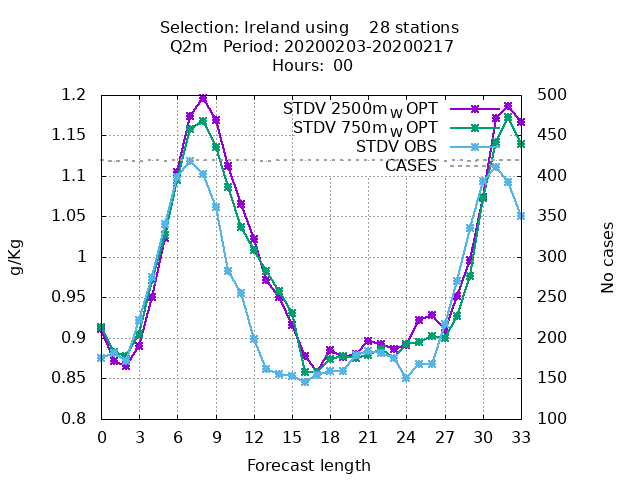 Selection: Ireland using 28 stations
Q2m Period: 20200203-20200217
Hours: 00
1.2 500
STDV 2500m W OPT
1.15 450
STDV 750m W OPT
STDV OBS
CASES
1.1 400
1.05 350
1 300
g/Kg No cases
0.95 250
0.9 200
0.85 150
0.8 100
0 3 6 9 12 15 18 21 24 27 30 33
Forecast length